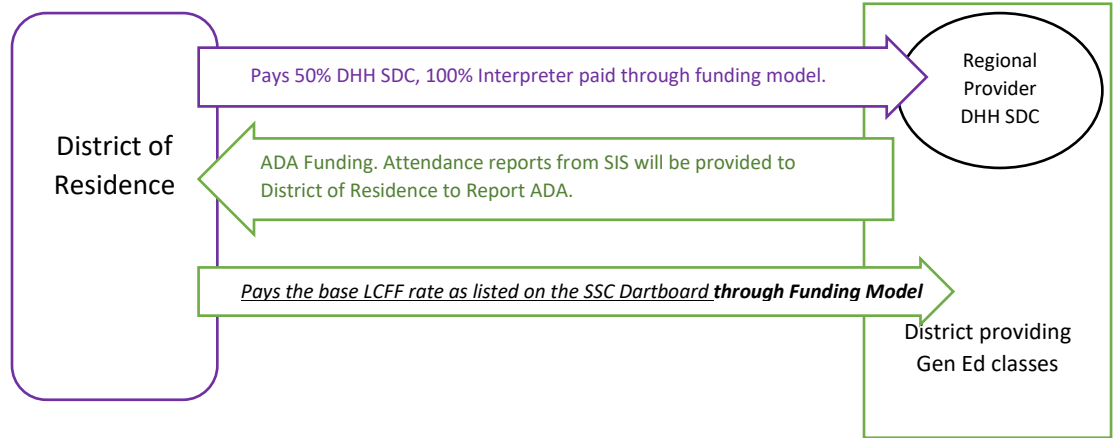 Pays 50% DHH SDC, 100% Interpreter paid through funding model.
Regional
Provider
DHH SDC
District of
Residence
ADA Funding. Attendance reports from SIS will be provided to
District of Residence to Report ADA.
Pays the base LCFF rate as listed on the SSC Dartboard through Funding Model
District providing
Gen Ed classes